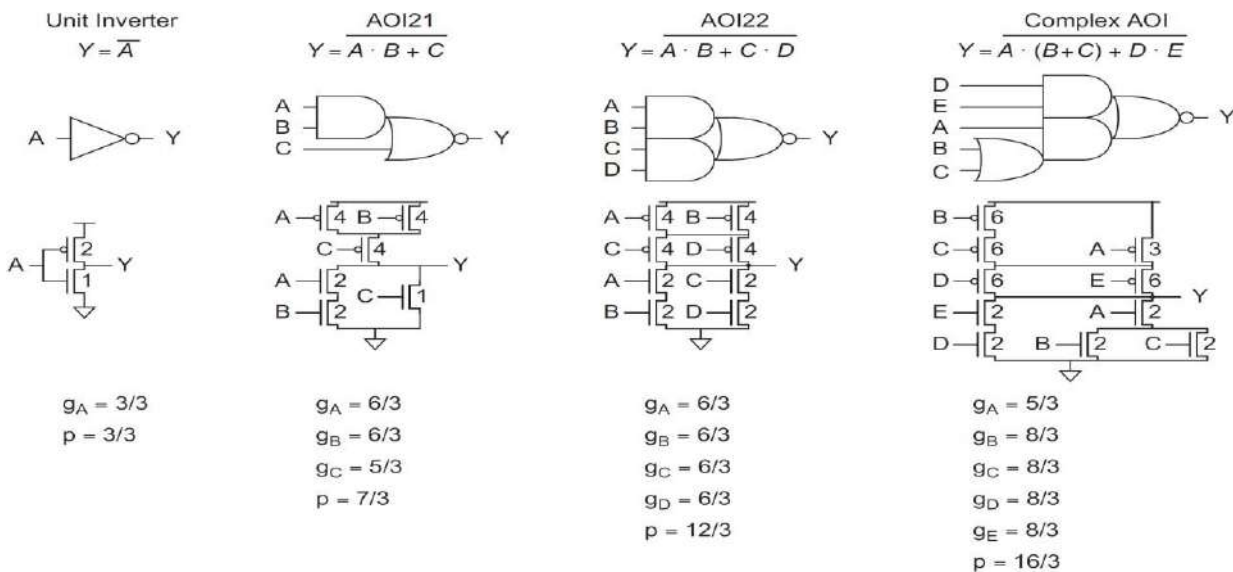 Unit Inverter
Y = A
AOI21
Y = A · B + C
AOI22
Y = A · B + C · D
Complex AOI
Y = A · (B+C) + D · E
A
Y
A
B
C
Y
A
B
C
D
Y
D
E
A
B
C
Y
A
2
1
Y
A 4 B 4
C 4
Y
A 2
C 1
B 2
A 4 B 4
C 4 D 4
Y
A 2 C 2
B 2 D 2
B 6
C 6 A 3
D 6 E 6
Y
E 2 A 2
D 2 B 2 C 2
gA = 3/3
p = 3/3
gA = 6/3
gB = 6/3
gC = 5/3
p = 7/3
gA = 6/3
gB = 6/3
gC = 6/3
gD = 6/3
p = 12/3
gA = 5/3
gB = 8/3
gC = 8/3
gD = 8/3
gE = 8/3
p = 16/3